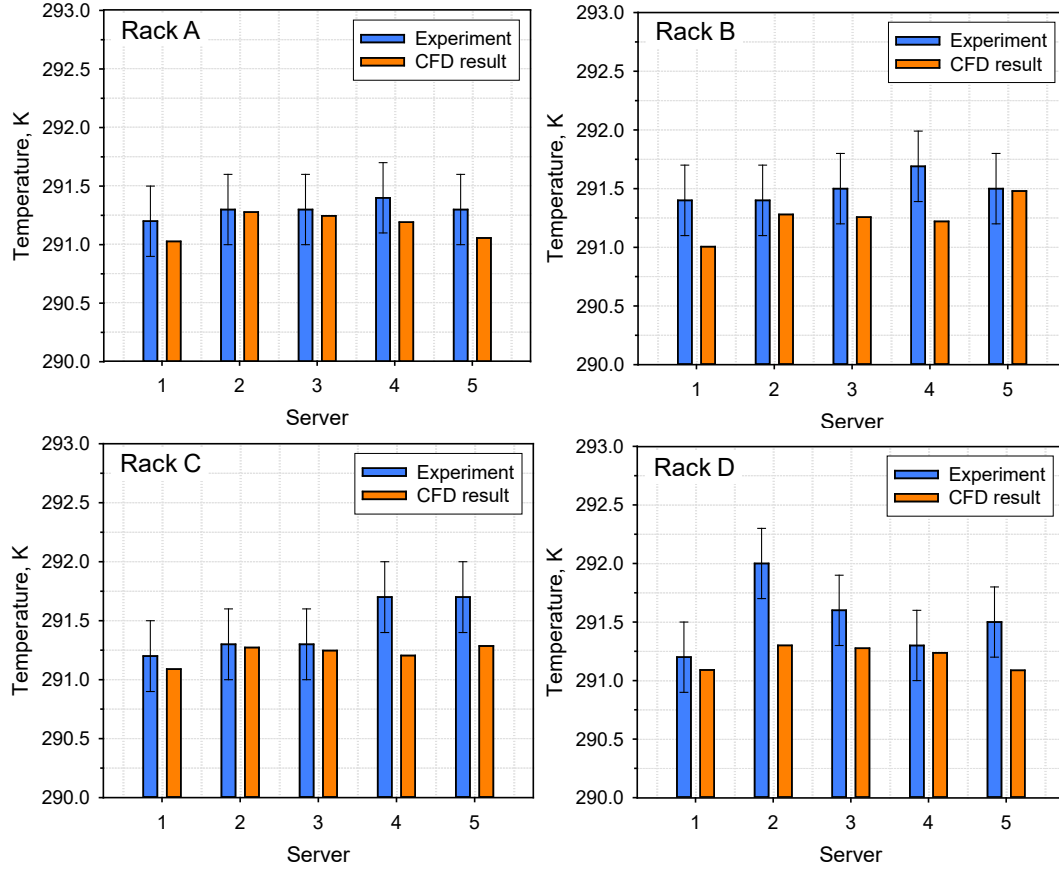 Rack A
Experiment
CFD result
Temperature, K
293.0
292.5
292.0
291.5
291.0
290.5
290.0
1 2 3 4 5
Server
Rack B
Experiment
CFD result
Temperature, K
293.0
292.5
292.0
291.5
291.0
290.5
290.0
1 2 3 4 5
Server
Rack C
Experiment
CFD result
Temperature, K
293.0
292.5
292.0
291.5
291.0
290.5
290.0
1 2 3 4 5
Server
Rack D
Experiment
CFD result
Temperature, K
293.0
292.5
292.0
291.5
291.0
290.5
290.0
1 2 3 4 5
Server